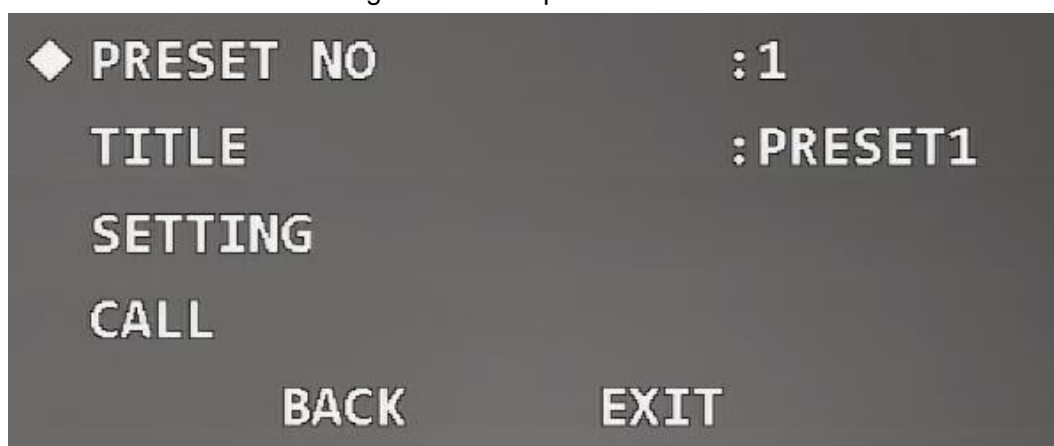 ◆ PRESET NO :1
TITLE :PRESET1
SETTING
CALL
BACK EXIT